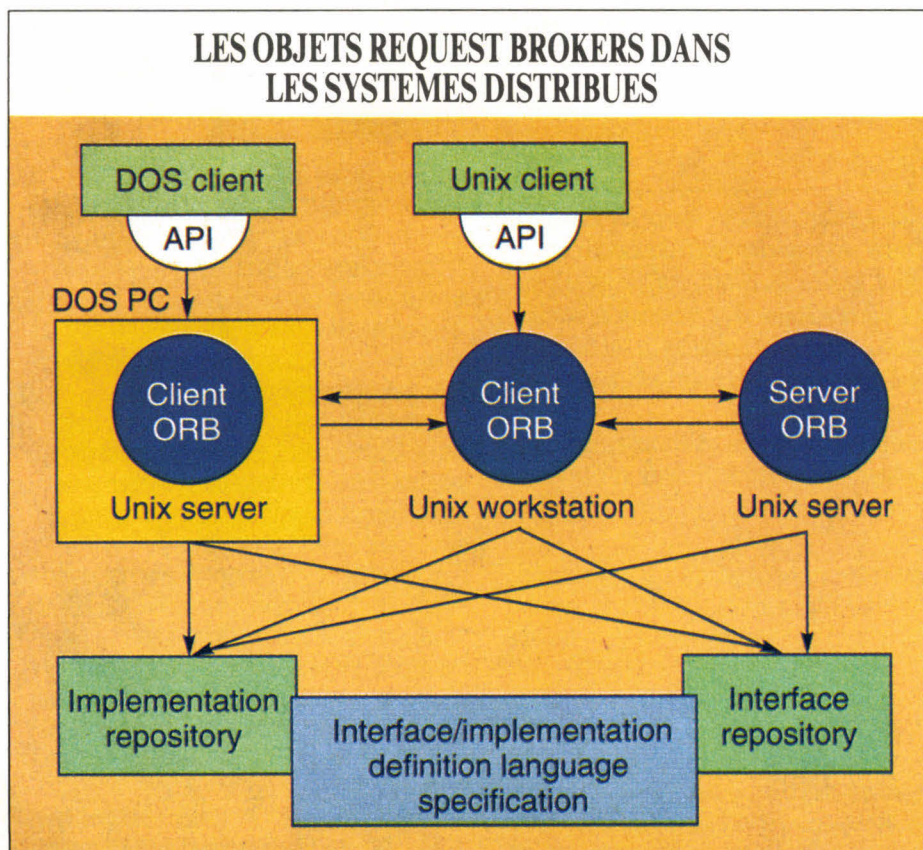 LES OBJETS REQUEST BROKERS DANS
LES SYSTEMES DISTRIBUES
DOS client
API
Unix client
API
DOS PC
Client
ORB
Unix server
Client
ORB
Unix workstation
Server
ORB
Unix server
Implementation
repository
Interface/implementation
definition language
specification
Interface
repository